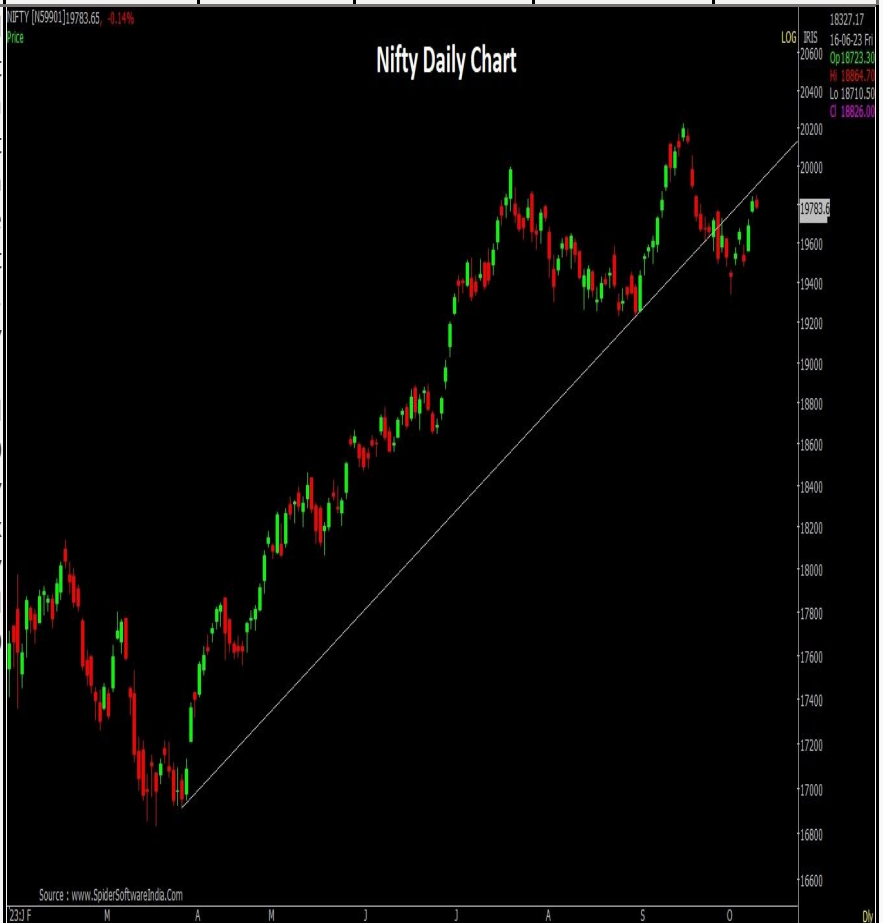 NIFTY [N59901]19783.65, -0.14%
Price
Nifty Daily Chart
LOG
IRIS
18327.17
16-06-23 Fri
Op18723.30
Hi 18864.70
Lo 18710.50
Cl 18826.00
20600
20400
20200
20000
19783.6
19600
19400
19200
19000
18800
18600
18400
18200
18000
17800
17600
17400
17200
17000
16800
16600
Source : www.SpiderSoftwareIndia.Com
'23:J F M A M J J A S O
Dly